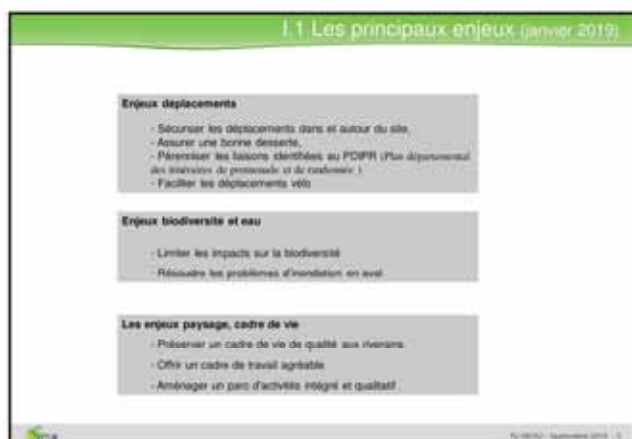 I.1 Les principaux enjeux (janvier 2019)
Enjeux déplacements
- Sécuriser les déplacements dans et autour du site,
- Assurer une bonne desserte,
- Pérenniser les liaisons identifiées au PDIPR (Plan départemental
des itinéraires de promenade et de randonnée )
- Faciliter les déplacements vélo
Enjeux biodiversité et eau
- Limiter les impacts sur la biodiversité
- Résoudre les problèmes d'inondation en aval
Les enjeux paysage, cadre de vie
- Préserver un cadre de vie de qualité aux riverains
- Offrir un cadre de travail agréable
- Aménager un parc d'activités intégré et qualitatif